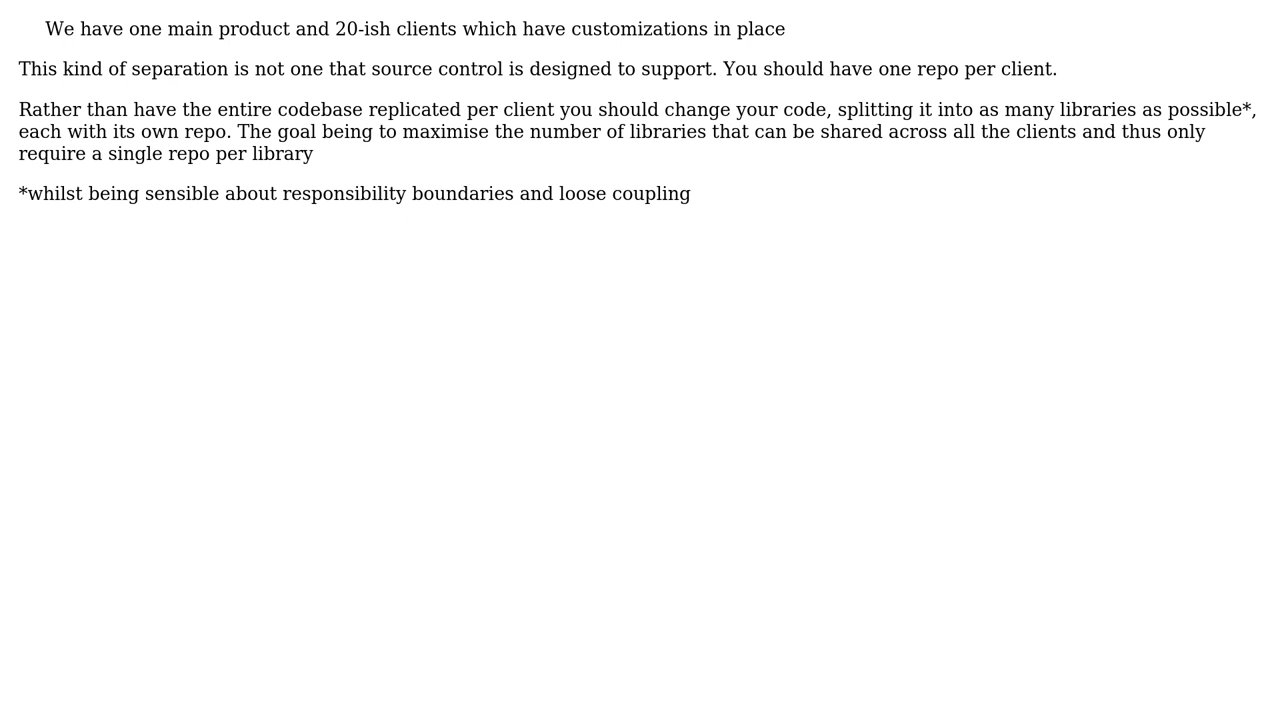 We have one main product and 20-ish clients which have customizations in place
This kind of separation is not one that source control is designed to support. You should have one repo per client.
Rather than have the entire codebase replicated per client you should change your code, splitting it into as many libraries as possible*,
each with its own repo. The goal being to maximise the number of libraries that can be shared across all the clients and thus only
require a single repo per library
*whilst being sensible about responsibility boundaries and loose coupling